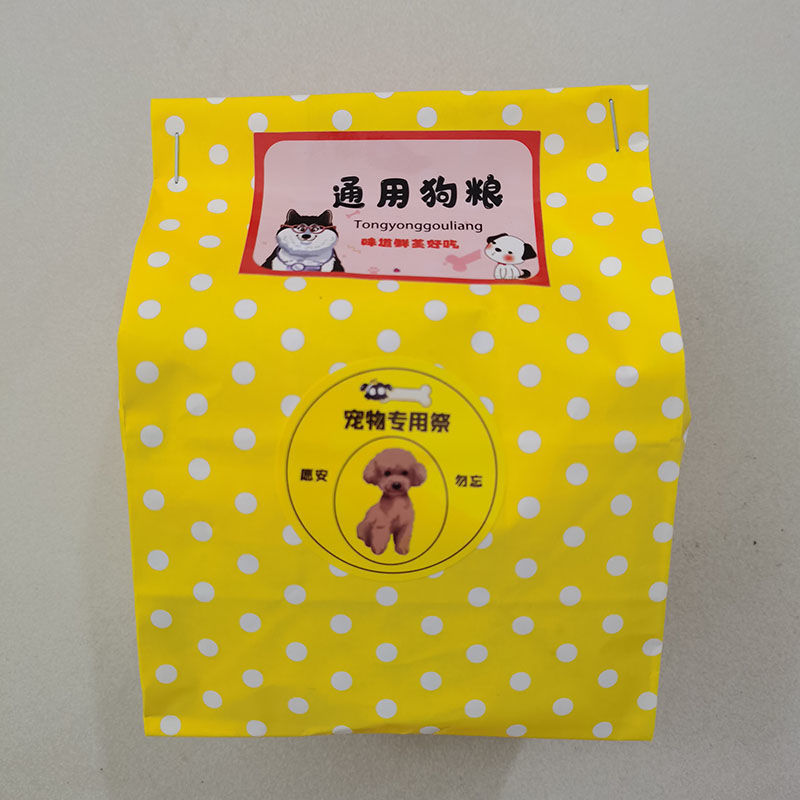 通用狗粮
Tongyonggouliang
味道鲜美好吃
宠物专用祭
愿安
勿忘